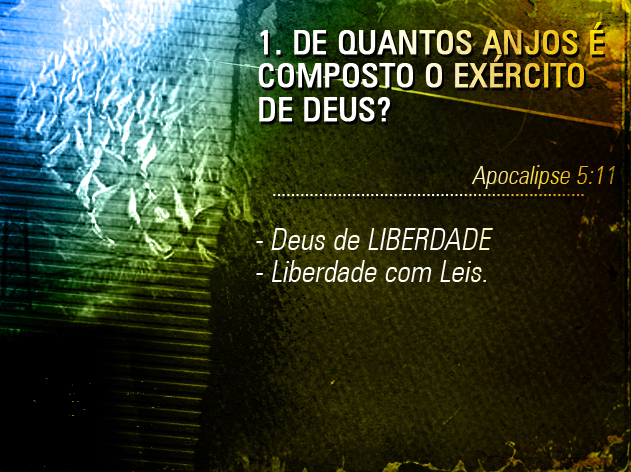 1. DE QUANTOS ANJOS É
COMPOSTO O EXÉRCITO
DE DEUS?
Apocalipse 5:11
- Deus de LIBERDADE
- Liberdade com Leis.